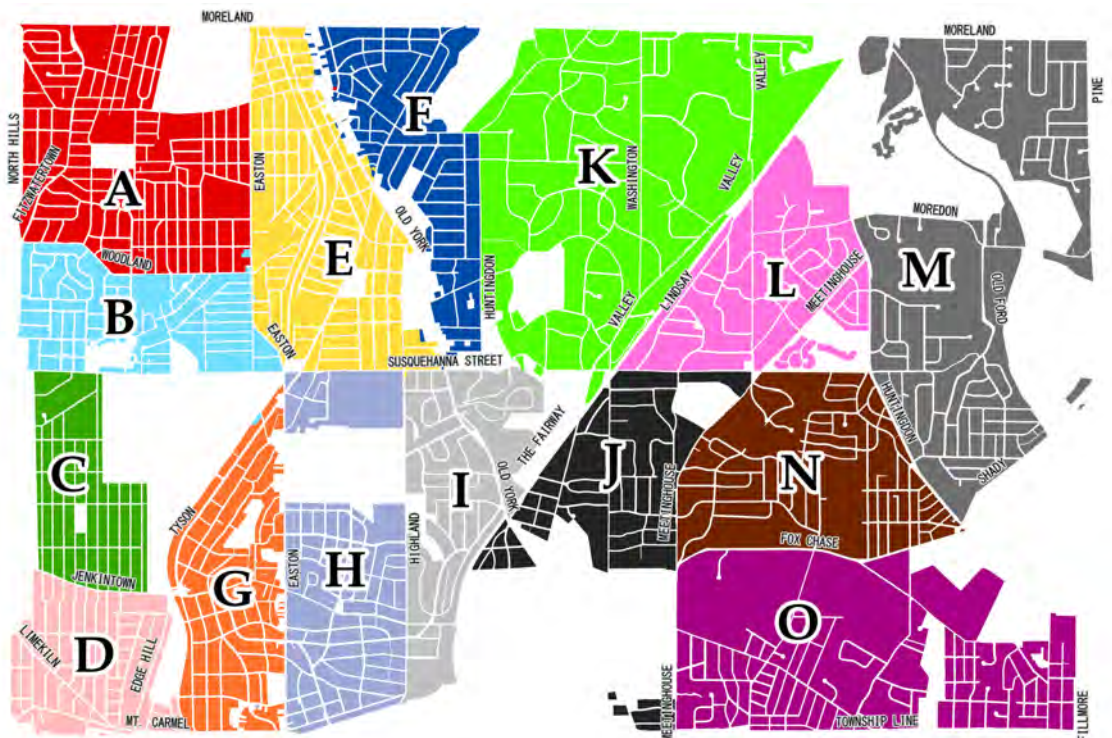 MORELAND
MORELAND
NORTH HILLS
FITZWATERTOWN
A
EASTON
F
OLD YORK
K
WASHINGTON
VALLEY
VALLEY
PINE
MOREDON
WOODLAND
B
E
EASTON
HUNTINGDON
SUSQUEHANNA STREET
VALLEY
LINDSAY
L
MEETINGHOUSE
M
OLD FORD
C
TYSON
JENKINTOWN
G
EASTON
H
HIGHLAND
I
OLD YORK
THE FAIRWAY
J
MEETINGHOUSE
N
HUNTINGDON
SHADY
FOX CHASE
D
LIMEKILN
EDGE HILL
MT. CARMEL
O
MEETINGHOUSE
TOWNSHIP LINE
FILLMORE